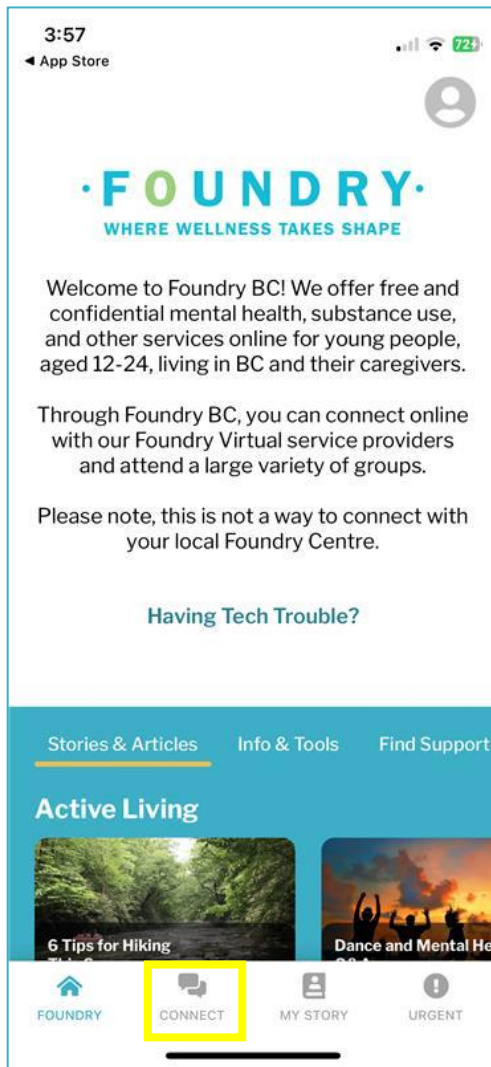 3:57
72
◄ App Store
·FOUNDRY·
WHERE WELLNESS TAKES SHAPE
Welcome to Foundry BC! We offer free and
confidential mental health, substance use,
and other services online for young people,
aged 12-24, living in BC and their caregivers.
Through Foundry BC, you can connect online
with our Foundry Virtual service providers
and attend a large variety of groups.
Please note, this is not a way to connect with
your local Foundry Centre.
Having Tech Trouble?
Stories & Articles Info & Tools Find Support
Active Living
6 Tips for Hiking
Dance and Mental He
FOUNDRY CONNECT MY STORY URGENT